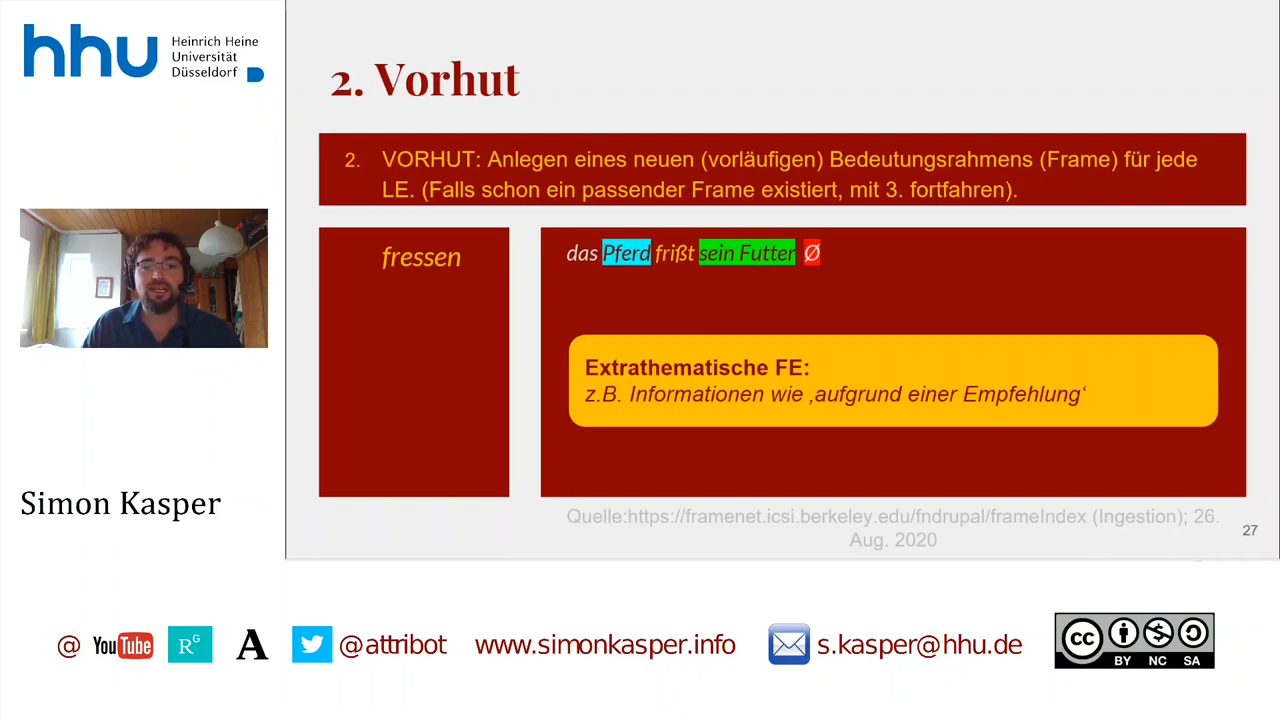 hhu
Heinrich Heine
Universität
Düsseldorf
2. Vorhut
2. VORHUT: Anlegen eines neuen (vorläufigen) Bedeutungsrahmens (Frame) für jede
LE. (Falls schon ein passender Frame existiert, mit 3. fortfahren).
fressen
das Pferd frißt sein Futter Ø
Extrathematische FE:
z.B. Informationen wie ‚aufgrund einer Empfehlung‘
Simon Kasper
Quelle:https://framenet.icsi.berkeley.edu/fndrupal/frameIndex (Ingestion); 26.
Aug. 2020
27
@ YouTube RG A @attribot www.simonkasper.info s.kasper@hhu.de cc
BY NC SA